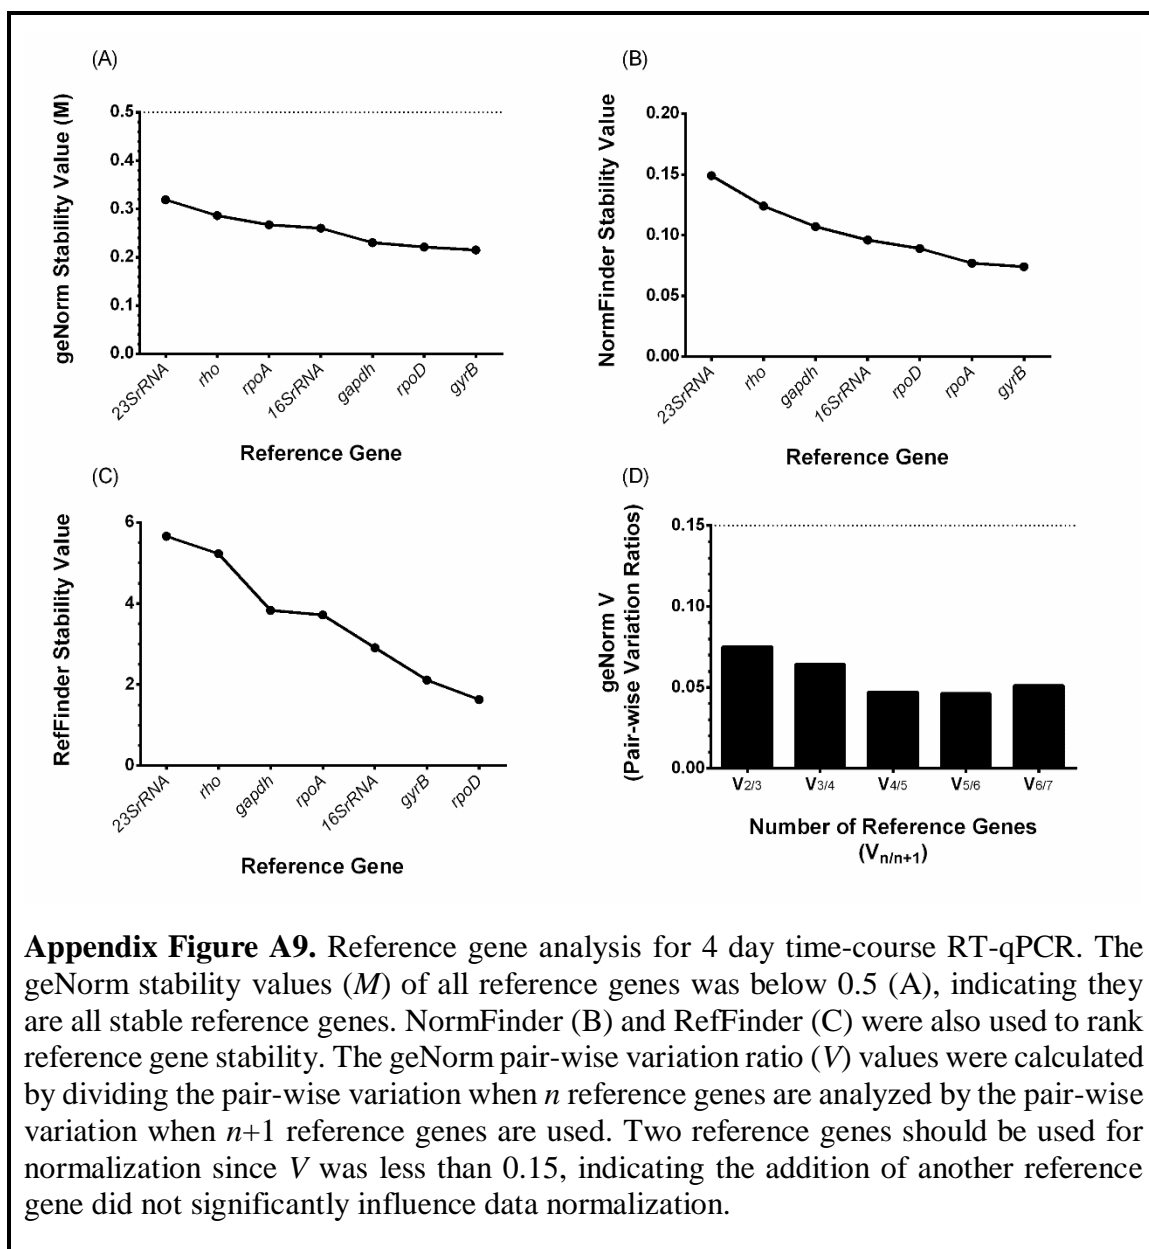 (A)
geNorm Stability Value (M)
0.5
0.4
0.3
0.2
0.1
0.0
23SrRNA
rho
rpoA
16SrRNA
gapdh
rpoD
gyrB
Reference Gene
(B)
NormFinder Stability Value
0.20
0.15
0.10
0.05
0.00
23SrRNA
rho
gapdh
16SrRNA
rpoD
rpoA
gyrB
Reference Gene
(C)
RefFinder Stability Value
6
4
2
0
23SrRNA
rho
gapdh
rpoA
16SrRNA
gyrB
rpoD
Reference Gene
(D)
geNorm V
(Pair-wise Variation Ratios)
0.15
0.10
0.05
0.00
V2/3
V3/4
V4/5
V5/6
V6/7
Number of Reference Genes
(Vn/n+1)
Appendix Figure A9. Reference gene analysis for 4 day time-course RT-qPCR. The
geNorm stability values (M) of all reference genes was below 0.5 (A), indicating they
are all stable reference genes. NormFinder (B) and RefFinder (C) were also used to rank
reference gene stability. The geNorm pair-wise variation ratio (V) values were calculated
by dividing the pair-wise variation when n reference genes are analyzed by the pair-wise
variation when n+1 reference genes are used. Two reference genes should be used for
normalization since V was less than 0.15, indicating the addition of another reference
gene did not significantly influence data normalization.